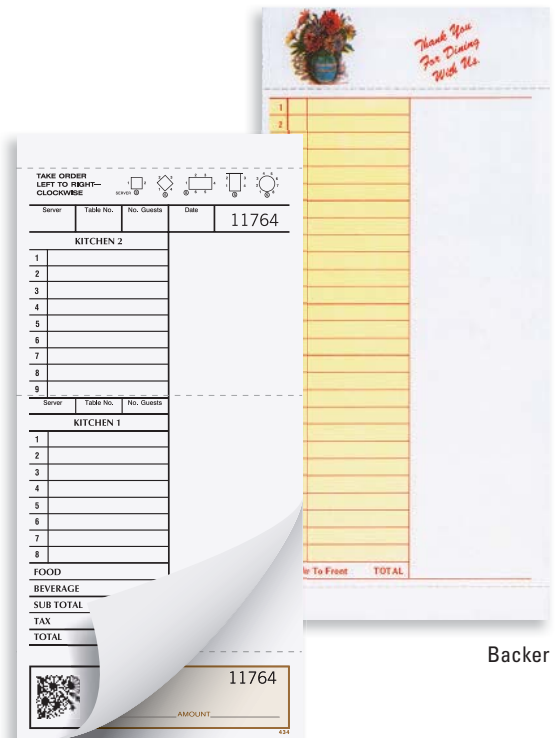 Thank You
For Dining
With Us.
1
2
TAKE ORDER
LEFT TO RIGHT—
CLOCKWISE
SERVER
Server Table No. No. Guests Date 11764
KITCHEN 2
1
2
3
4
5
6
7
8
9
Server Table No. No. Guests
KITCHEN 1
1
2
3
4
5
6
7
8
FOOD
BEVERAGE
SUB TOTAL
TAX
TOTAL
To Front TOTAL
11764
AMOUNT
434
Backer